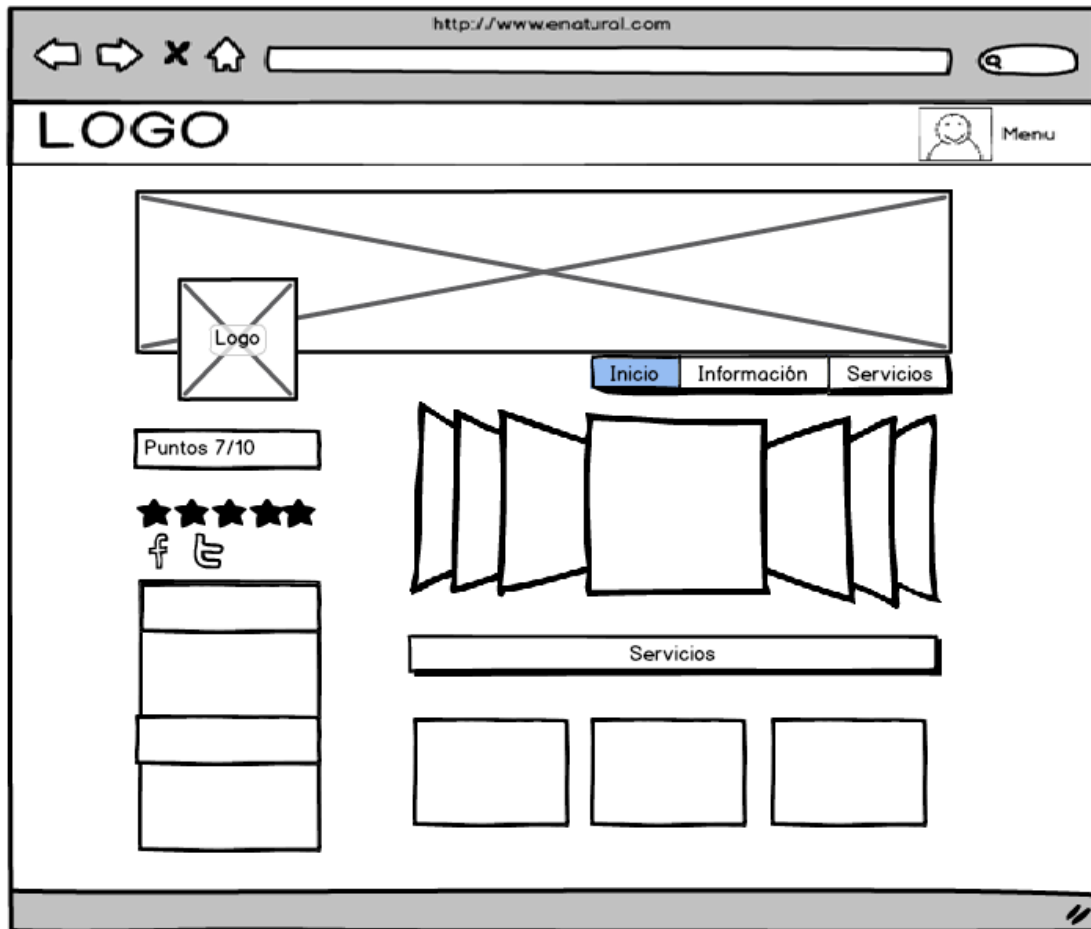 http://www.enatural.com
LOGO
Menu
Logo
Inicio Información Servicios
Puntos 7/10
Servicios